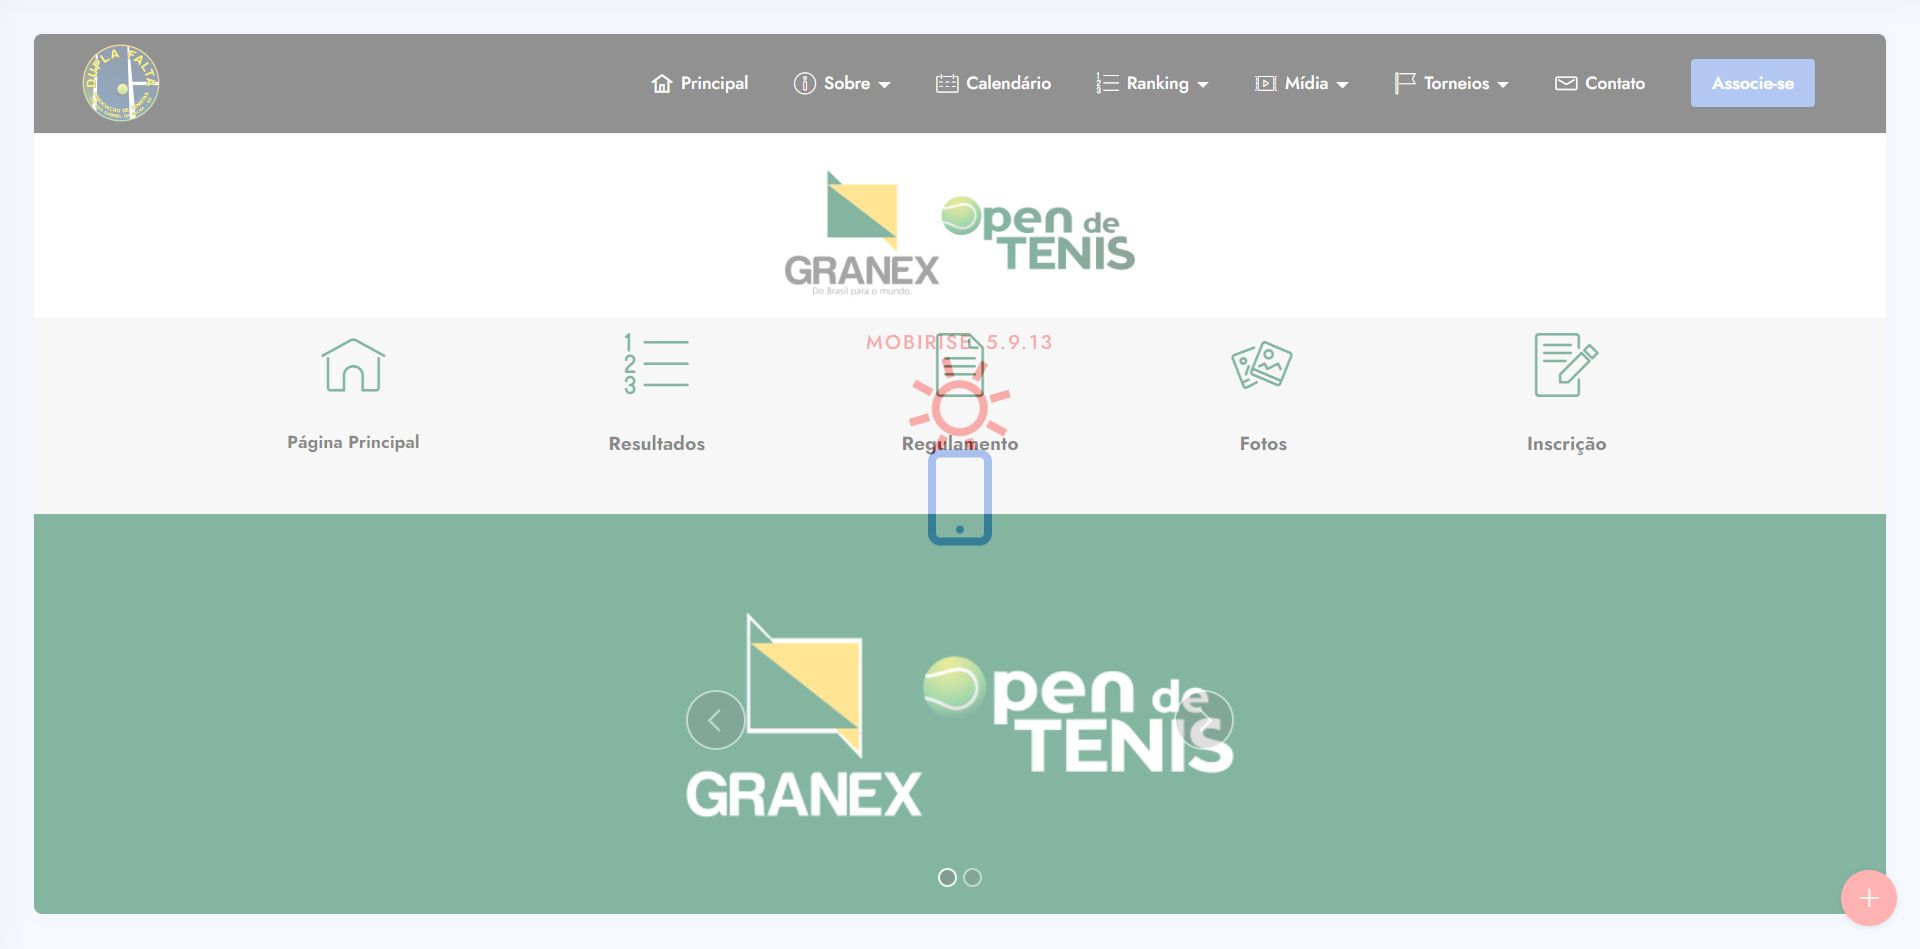 DUPLA FALTA
Principal
Sobre
Calendário
Ranking
Mídia
Torneios
Contato
Associe-se
Open de
TENIS
GRANEX
Do Brasil para o mundo.
MOBIRISE 5.9.13
1
2
3
Página Principal
Resultados
Regulamento
Fotos
Inscrição
Open de
TENIS
GRANEX